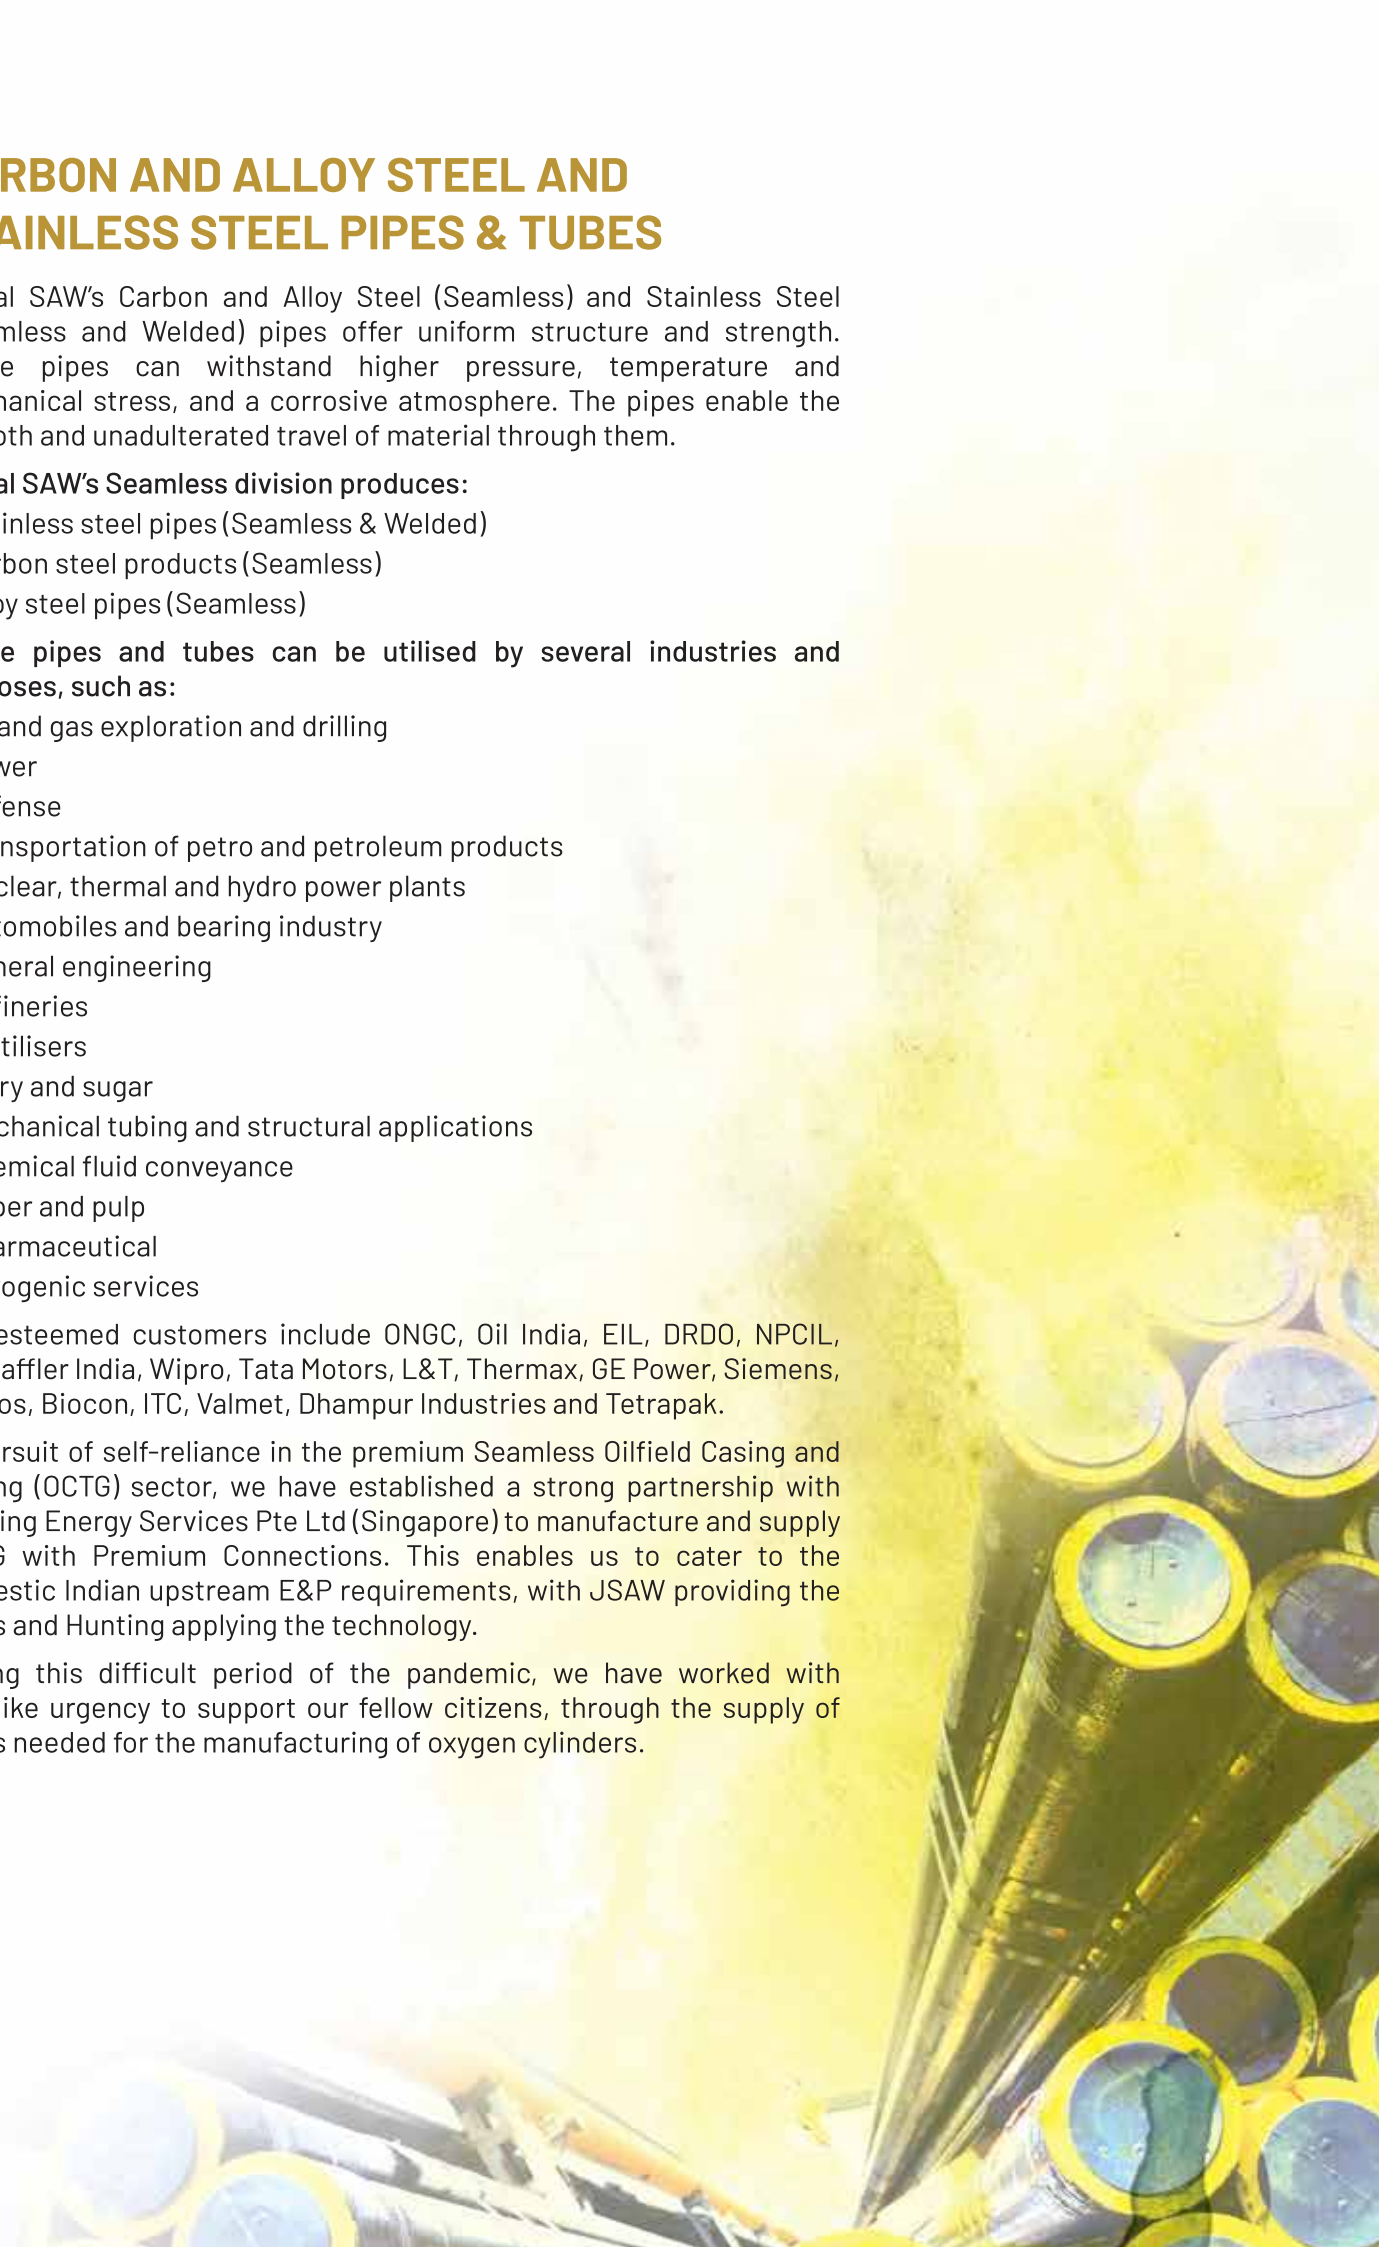 RBON AND ALLOY STEEL AND
AINLESS STEEL PIPES & TUBES
al SAW's Carbon and Alloy Steel (Seamless) and Stainless Steel
mless and Welded) pipes offer uniform structure and strength.
e pipes can withstand higher pressure, temperature and
hanical stress, and a corrosive atmosphere. The pipes enable the
oth and unadulterated travel of material through them.
al SAW's Seamless division produces:
inless steel pipes (Seamless & Welded)
rbon steel products (Seamless)
oy steel pipes (Seamless)
e pipes and tubes can be utilised by several industries and
oses, such as:
and gas exploration and drilling
wer
fense
nsportation of petro and petroleum products
clear, thermal and hydro power plants
tomobiles and bearing industry
neral engineering
fineries
tilisers
ry and sugar
chanical tubing and structural applications
emical fluid conveyance
per and pulp
armaceutical
ogenic services
esteemed customers include ONGC, Oil India, EIL, DRDO, NPCIL,
affler India, Wipro, Tata Motors, L&T, Thermax, GE Power, Siemens,
os, Biocon, ITC, Valmet, Dhampur Industries and Tetrapak.
rsuit of self-reliance in the premium Seamless Oilfield Casing and
ng (OCTG) sector, we have established a strong partnership with
ing Energy Services Pte Ltd (Singapore) to manufacture and supply
G with Premium Connections. This enables us to cater to the
estic Indian upstream E&P requirements, with JSAW providing the
s and Hunting applying the technology.
ng this difficult period of the pandemic, we have worked with
ike urgency to support our fellow citizens, through the supply of
s needed for the manufacturing of oxygen cylinders.